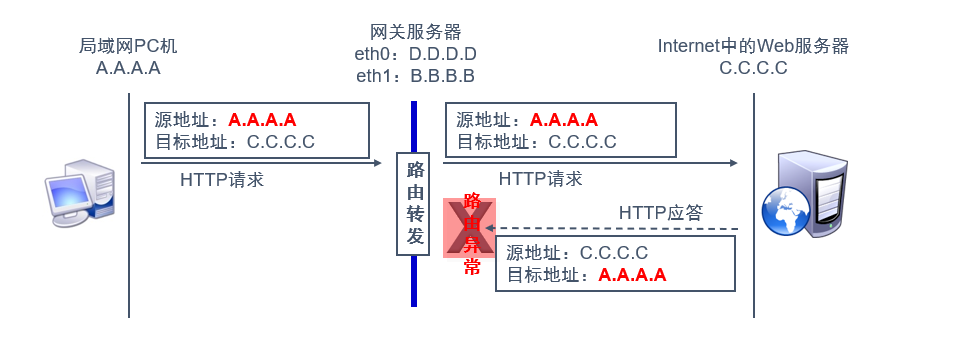 局域网PC机
A.A.A.A
网关服务器
eth0：D.D.D.D
eth1：B.B.B.B
Internet中的Web服务器
C.C.C.C
源地址：A.A.A.A
目标地址：C.C.C.C
HTTP请求
路由转发
源地址：A.A.A.A
目标地址：C.C.C.C
HTTP请求
路由异常
HTTP应答
源地址：C.C.C.C
目标地址：A.A.A.A